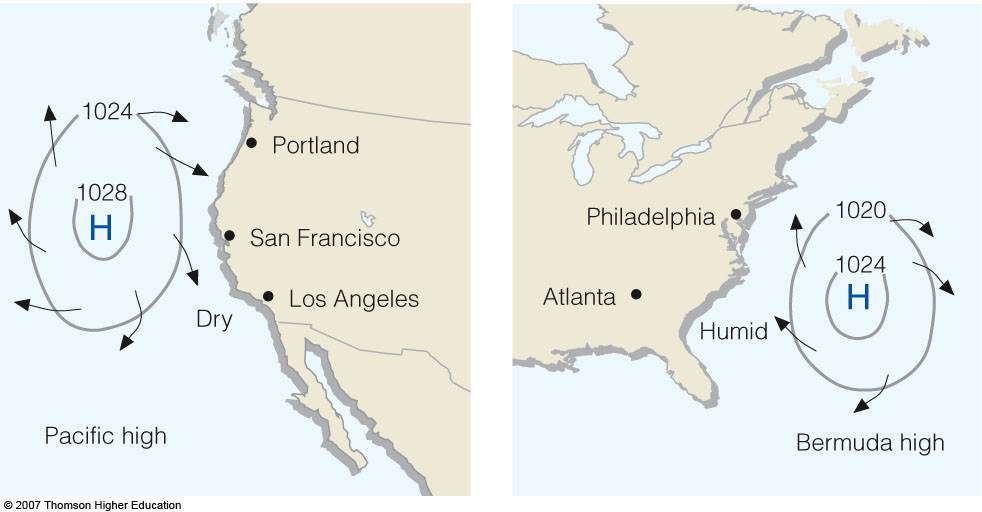 1024
Portland
1028
H
San Francisco
Los Angeles
Dry
Pacific high
Philadelphia
1020
1024
H
Atlanta
Humid
Bermuda high
© 2007 Thomson Higher Education